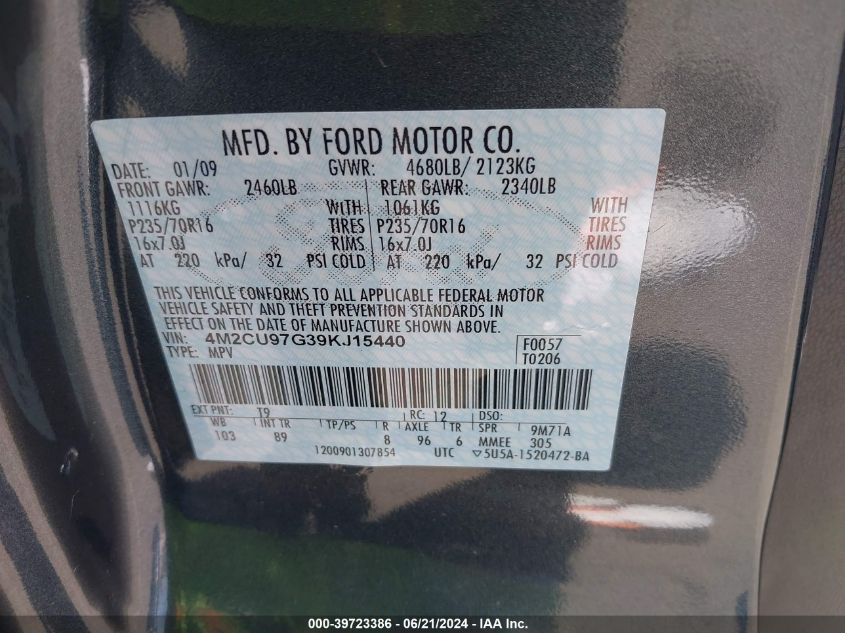 MFD. BY FORD MOTOR CO.
DATE: 01/09 GVWR: 4680LB/ 2123KG
FRONT GAWR: 2460LB REAR GAWR: 2340LB
1116KG WITH 1061KG WITH
P235/70R16 TIRES P235/70R16 TIRES
16x7.0J RIMS 16x7.0J RIMS
AT 220 kPa/ 32 PSI COLD AT 220 kPa/ 32 PSI COLD
THIS VEHICLE CONFORMS TO ALL APPLICABLE FEDERAL MOTOR
VEHICLE SAFETY AND THEFT PREVENTION STANDARDS IN
EFFECT ON THE DATE OF MANUFACTURE SHOWN ABOVE.
VIN: 4M2CU97G39KJ15440 F0057
TYPE: MPV T0206
EXT PNT: T9 RC: 12 DSO:
WB INT TR TP/PS R AXLE TR SPR 9M71A
103 89 8 96 6 MMEE 305
1200901307854 UTC ▽5U5A-1520472-BA
000-39723386 - 06/21/2024 - IAA Inc.